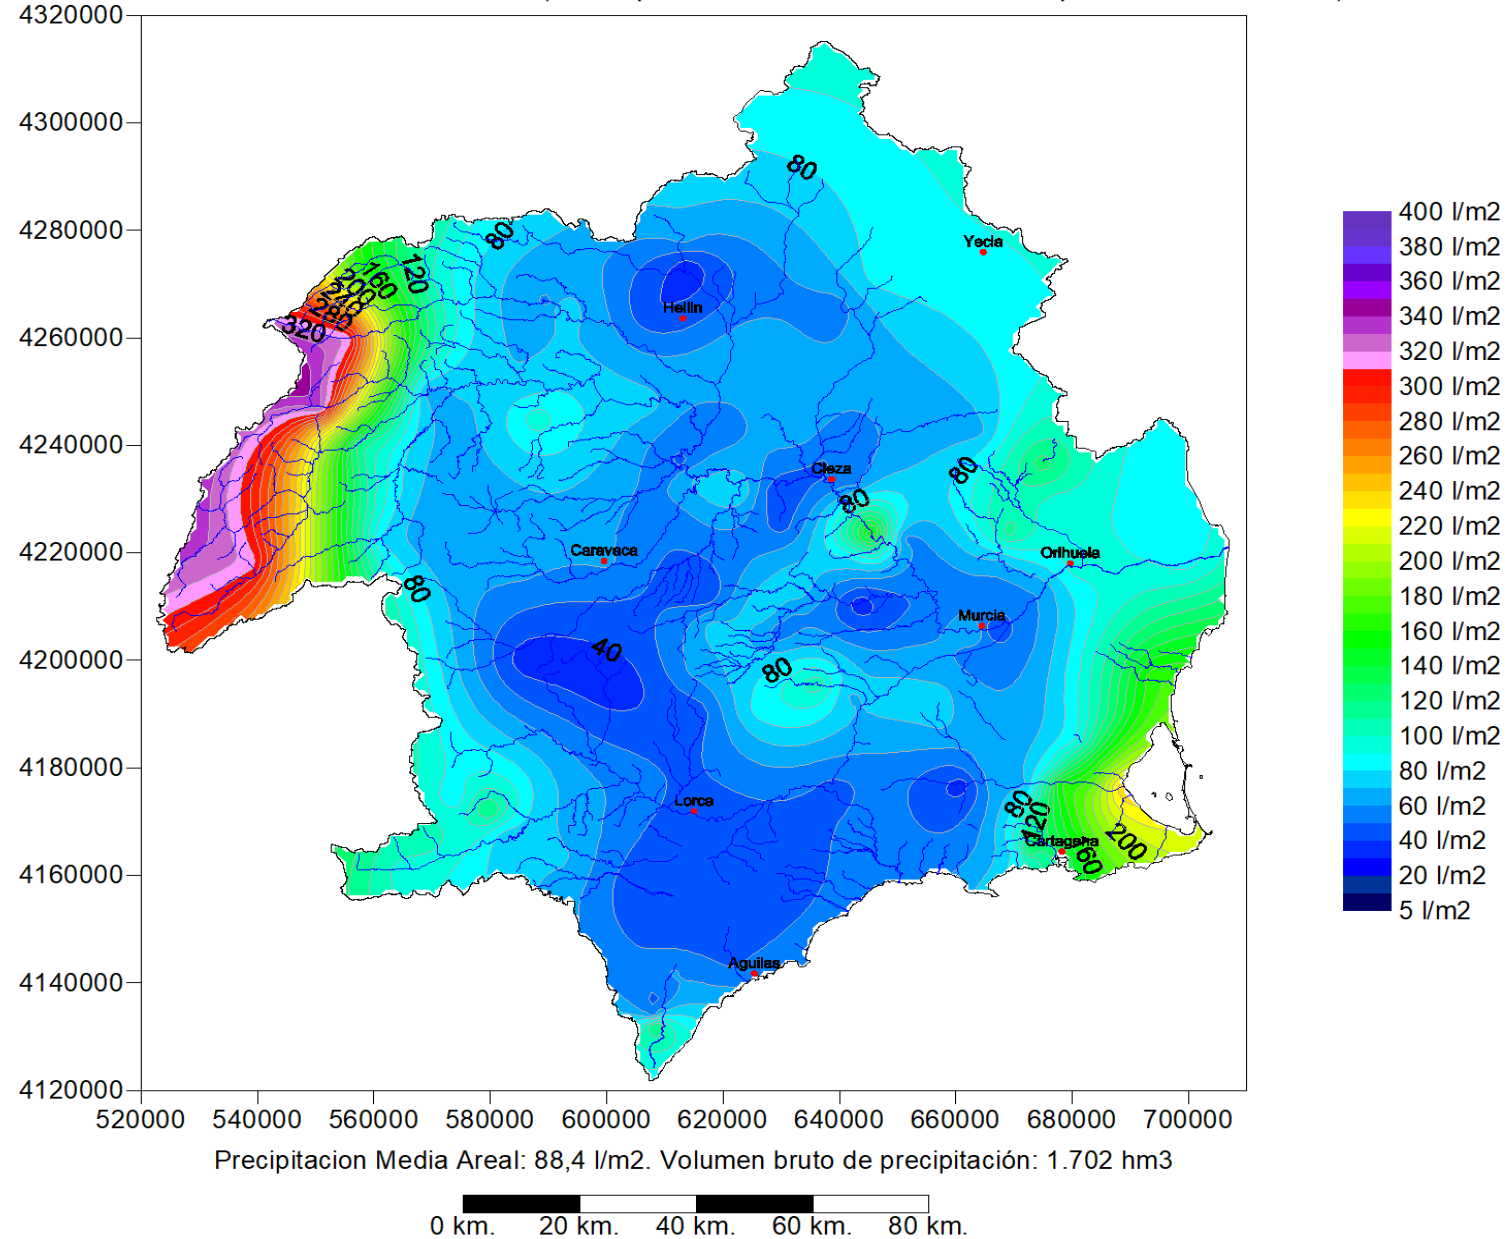 4320000
4300000
4280000
4260000
4240000
4220000
4200000
4180000
4160000
4140000
4120000
520000 540000 560000 580000 600000 620000 640000 660000 680000 700000
80
80
120
160
200
240
280
320
Yecla
Hellin
Cieza
80
80
Caravaca
Orihuela
80
Murcia
40
80
Lorca
80
120
Cartagena
160
200
Aguilas
400 l/m2
380 l/m2
360 l/m2
340 l/m2
320 l/m2
300 l/m2
280 l/m2
260 l/m2
240 l/m2
220 l/m2
200 l/m2
180 l/m2
160 l/m2
140 l/m2
120 l/m2
100 l/m2
80 l/m2
60 l/m2
40 l/m2
20 l/m2
5 l/m2
Precipitacion Media Areal: 88,4 l/m2. Volumen bruto de precipitación: 1.702 hm3
0 km. 20 km. 40 km. 60 km. 80 km.